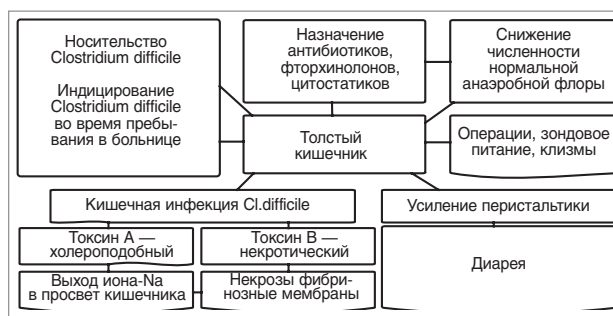 Носительство
Clostridium difficile
Индицирование
Clostridium difficile
во время пребы-
вания в больнице
Назначение
антибиотиков,
фторхинолонов,
цитостатиков
Снижение
численности
нормальной
анаэробной флоры
Толстый
кишечник
Операции, зондовое
питание, клизмы
Кишечная инфекция Cl.difficile
Усиление перистальтики
Токсин А —
холероподобный
Токсин В —
некротический
Диарея
Выход иона-Na
в просвет кишечника
Некрозы фибри-
нозные мембраны